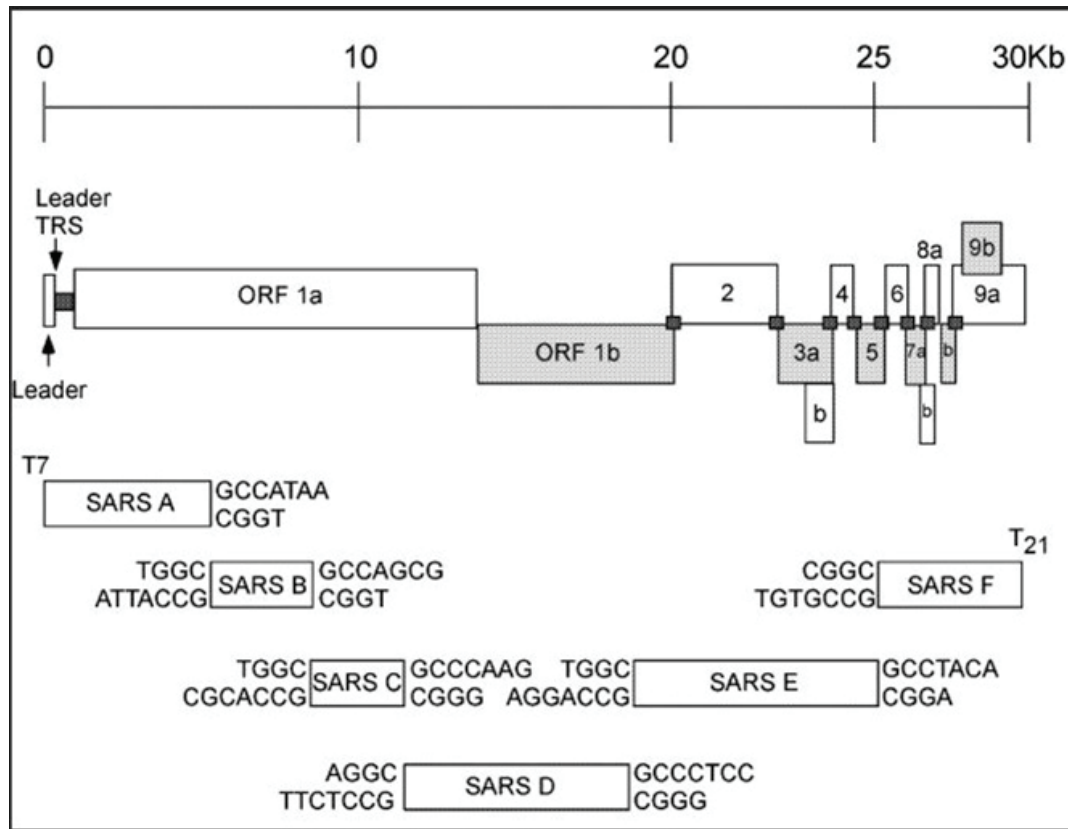 0 10 20 25 30Kb
Leader
TRS
8a
9b
ORF 1a 2 4 6 9a
ORF 1b 3a 5 7a b
Leader
b b
T7
SARS A GCCATAA
CGGT
T21
TGGC SARS B GCCAGCG CGGC SARS F
ATTACCG CGGT TGTGCCG
TGGC SARS C GCCCAAG TGGC SARS E GCCTACA
CGCACCG CGGG AGGACCG CGGA
AGGC SARS D GCCCTCC
TTCTCCG CGGG